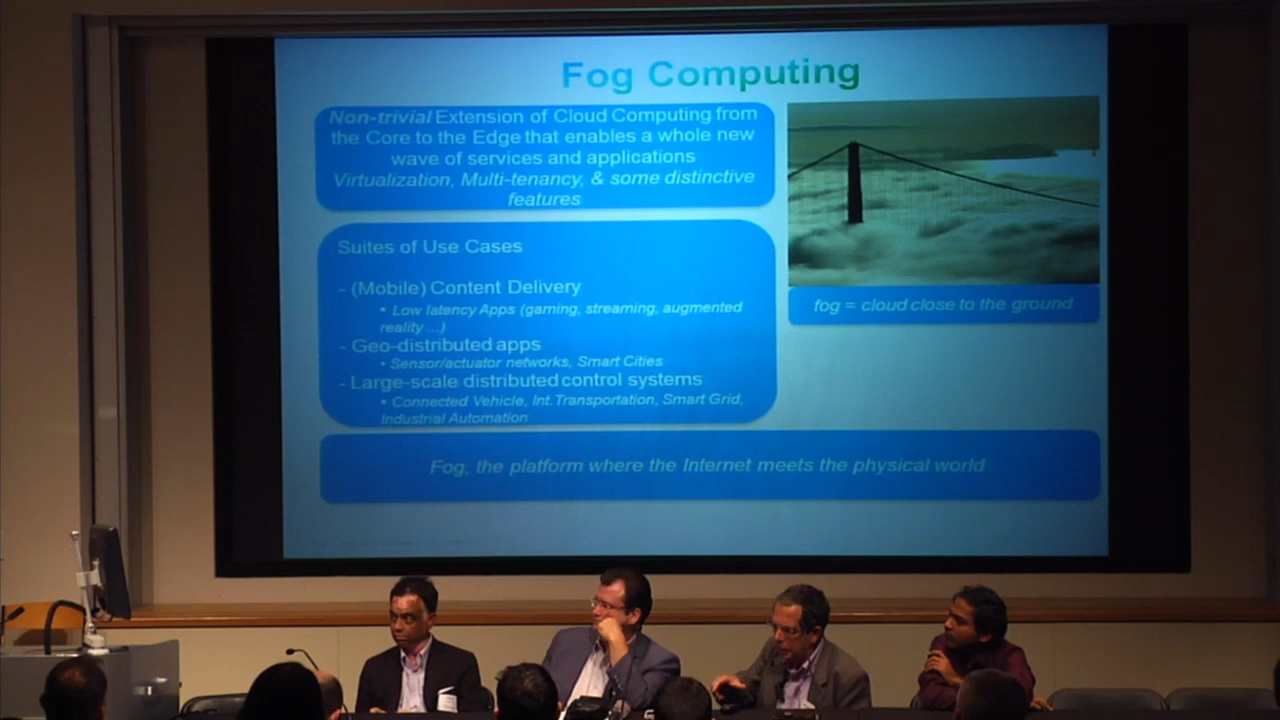 Fog Computing
Non-trivial Extension of Cloud Computing from
the Core to the Edge that enables a whole new
wave of services and applications
Virtualization, Multi-tenancy, & some distinctive
features
Suites of Use Cases
- (Mobile) Content Delivery
• Low latency Apps (gaming, streaming, augmented
reality ...)
- Geo-distributed apps
• Sensor/actuator networks, Smart Cities
- Large-scale distributed control systems
• Connected Vehicle, Int. Transportation, Smart Grid,
Industrial Automation
fog = cloud close to the ground
Fog, the platform where the Internet meets the physical world